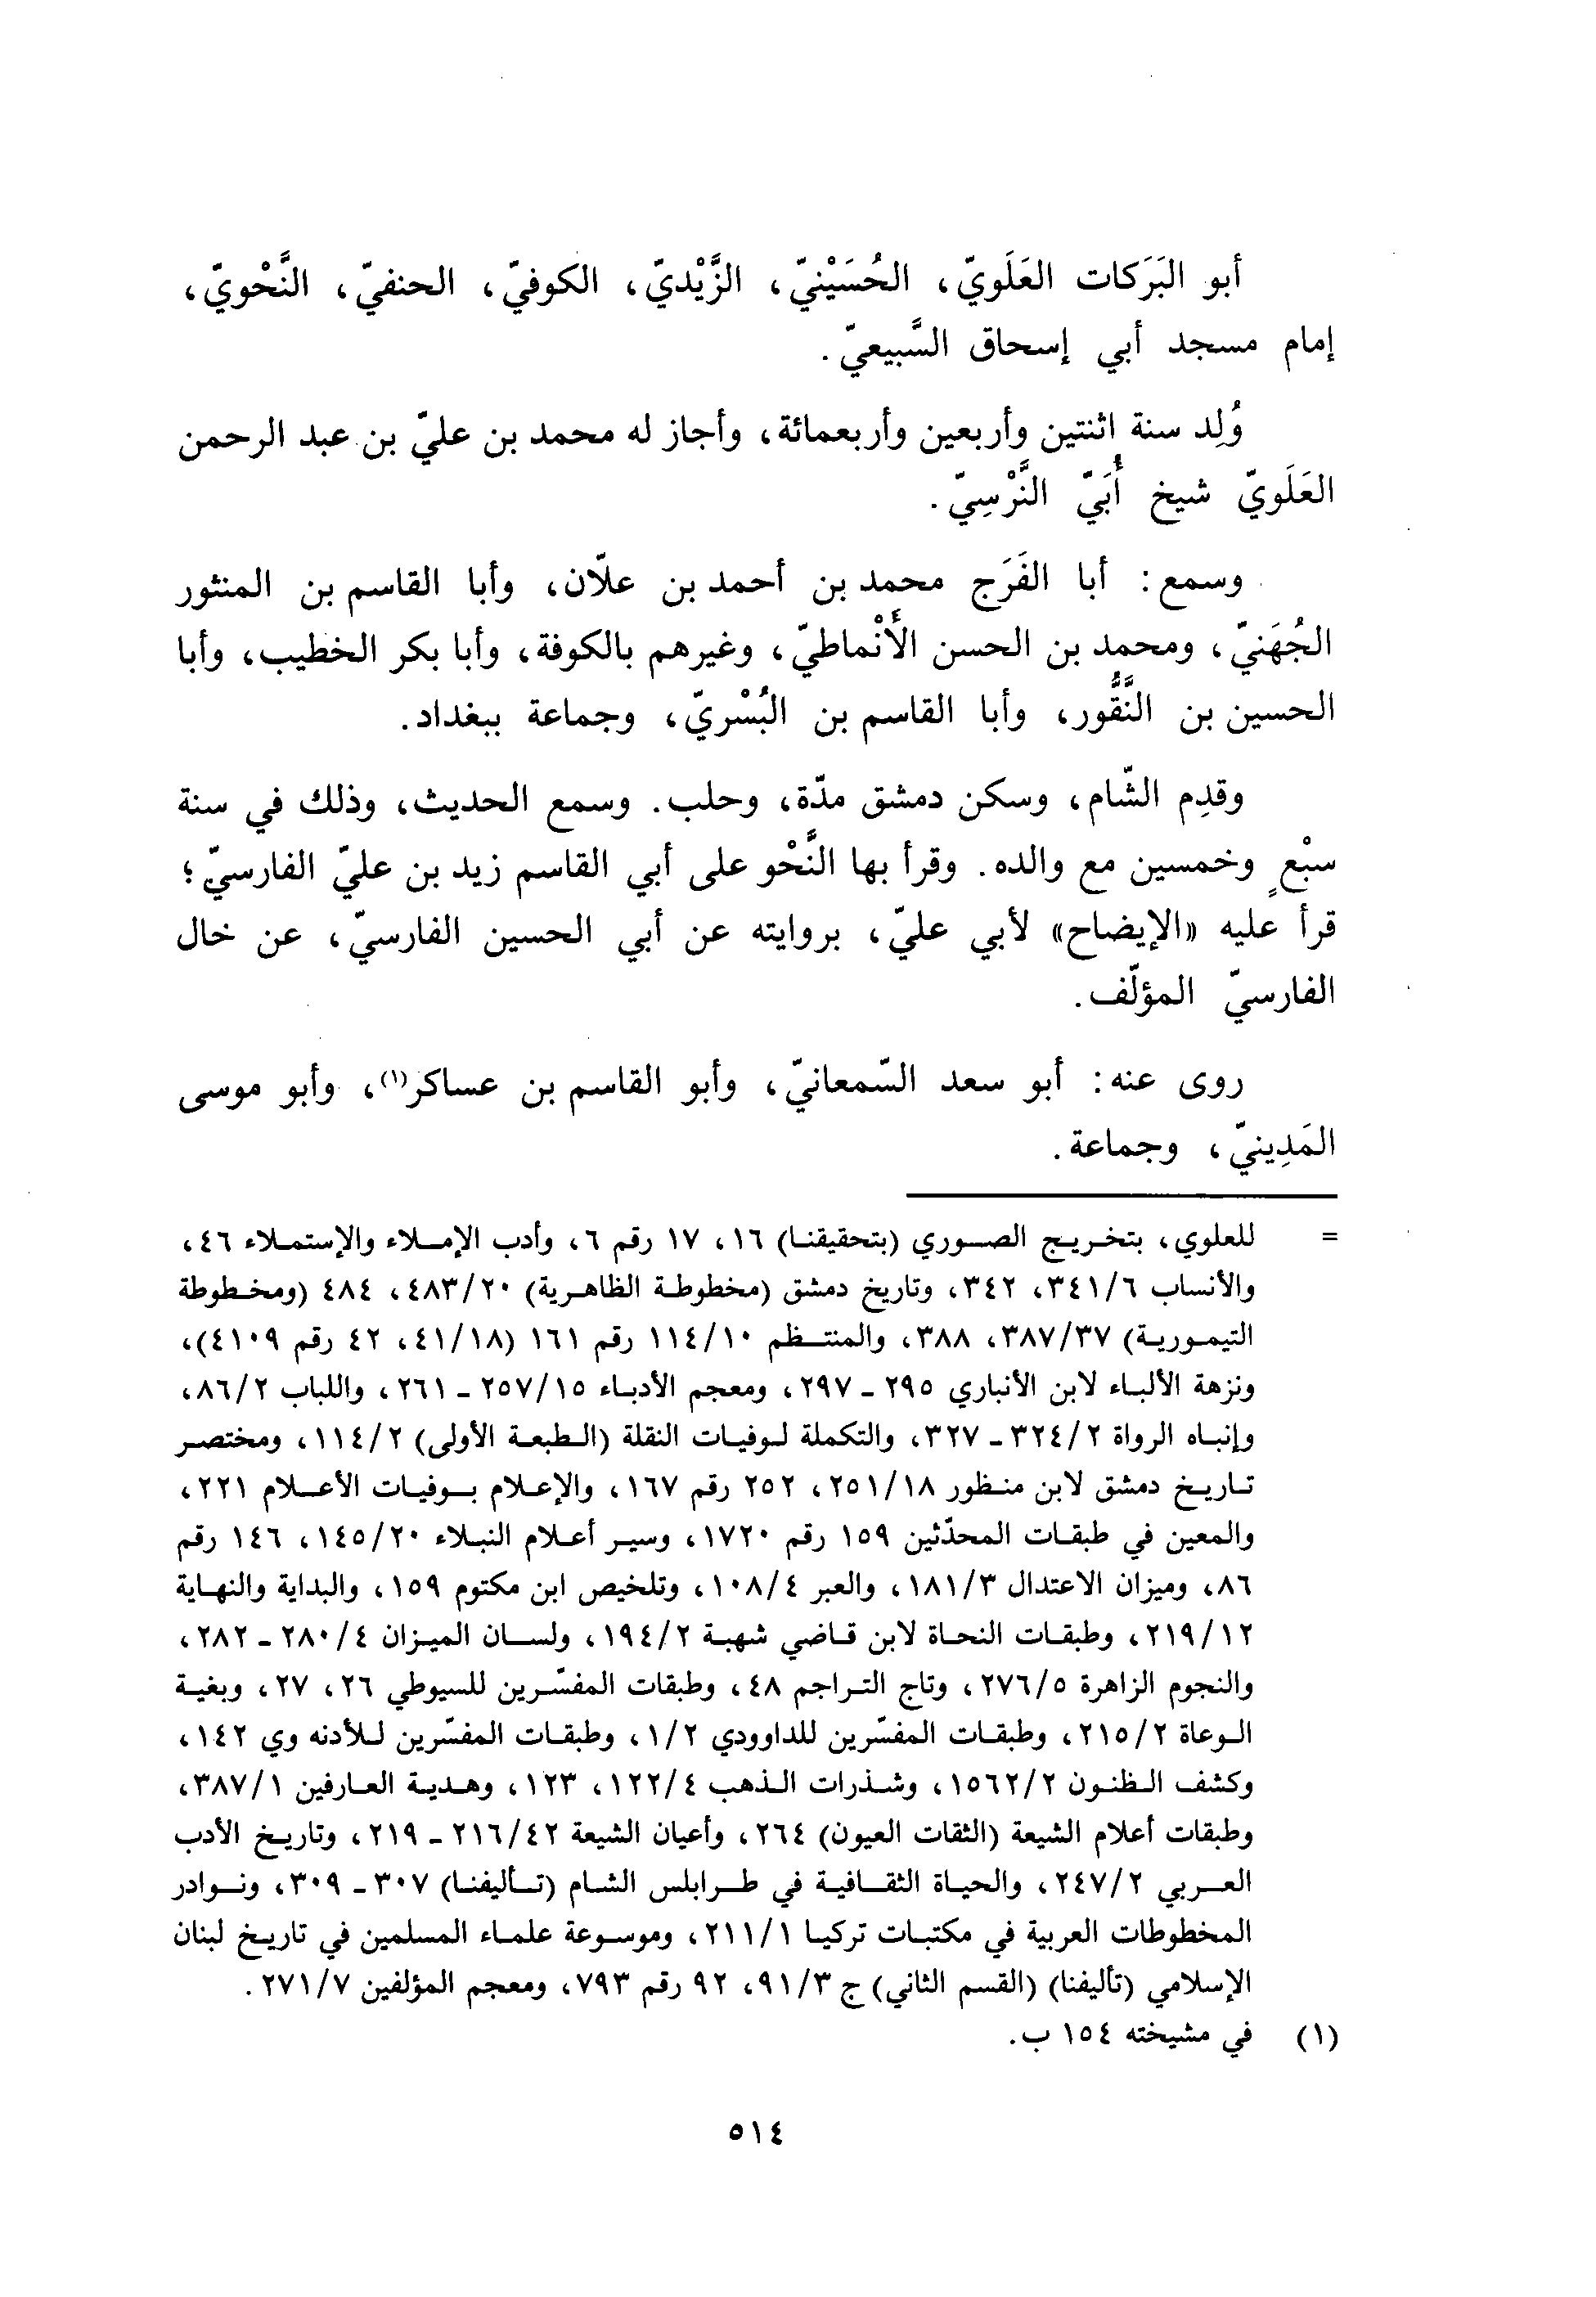 أبو البَرَكات العَلَويّ، الحُسَيْنيّ، الزَّيْديّ، الكوفيّ، الحنفيّ، النَّحْويّ،
إمام مسجد أبي إسحاق السَّبيعيّ.
وُلِد سنة اثنتين وأربعين وأربعمائة، وأجاز له محمد بن عليّ بن عبد الرحمن
العَلَويّ شيخ أُبَيّ النَّرْسِيّ.
وسمع: أبا الفَرَج محمد بن أحمد بن علّان، وأبا القاسم بن المنثور
الجُهَنيّ، ومحمد بن الحسن الأَنْماطيّ، وغيرهم بالكوفة، وأبا بكر الخطيب، وأبا
الحسين بن النَّقُّور، وأبا القاسم بن البُسْريّ، وجماعة ببغداد.
وقدِم الشّام، وسكن دمشق مدّة، وحلب. وسمع الحديث، وذلك في سنة
سبْعٍ وخمسين مع والده. وقرأ بها النَّحْو على أبي القاسم زيد بن عليّ الفارسيّ؛
قرأ عليه «الإيضاح» لأبي عليّ، بروايته عن أبي الحسين الفارسيّ، عن خال
الفارسيّ المؤلّف.
روى عنه: أبو سعد السّمعانيّ، وأبو القاسم بن عساكر(١)، وأبو موسى
المَدِينيّ، وجماعة.
= للعلوي، بتخريج الصوري (بتحقيقنا) ١٦، ١٧ رقم ٦، وأدب الإملاء والإستملاء ٤٦،
والأنساب ٣٤١/٦، ٣٤٢، وتاريخ دمشق (مخطوطة الظاهرية) ٤٨٣/٢٠، ٤٨٤ (ومخطوطة
التيمورية) ٣٨٧/٣٧، ٣٨٨، والمنتظم ١١٤/١٠ رقم ١٦١ (٤١/١٨، ٤٢ رقم ٤١٠٩)،
ونزهة الألباء لابن الأنباري ٢٩٥ - ٢٩٧، ومعجم الأدباء ٢٥٧/١٥ - ٢٦١، واللباب ٨٦/٢،
وإنباه الرواة ٣٢٤/٢ - ٣٢٧، والتكملة لوفيات النقلة (الطبعة الأولى) ١١٤/٢، ومختصر
تاريخ دمشق لابن منظور ٢٥١/١٨، ٢٥٢ رقم ١٦٧، والإعلام بوفيات الأعلام ٢٢١،
والمعين في طبقات المحدّثين ١٥٩ رقم ١٧٢٠، وسير أعلام النبلاء ١٤٥/٢٠، ١٤٦ رقم
٨٦، وميزان الاعتدال ١٨١/٣، والعبر ١٠٨/٤، وتلخيص ابن مكتوم ١٥٩، والبداية والنهاية
٢١٩/١٢، وطبقات النحاة لابن قاضي شهبة ١٩٤/٢، ولسان الميزان ٢٨٠/٤ - ٢٨٢،
والنجوم الزاهرة ٢٧٦/٥، وتاج التراجم ٤٨، وطبقات المفسّرين للسيوطي ٢٦، ٢٧، وبغية
الوعاة ٢١٥/٢، وطبقات المفسّرين للداوودي ١/٢، وطبقات المفسّرين للأدنه وي ١٤٢،
وكشف الظنون ١٥٦٢/٢، وشذرات الذهب ١٢٢/٤، ١٢٣، وهدية العارفين ٣٨٧/١،
وطبقات أعلام الشيعة (الثقات العيون) ٢٦٤، وأعيان الشيعة ٢١٦/٤٢ - ٢١٩، وتاريخ الأدب
العربي ٢٤٧/٢، والحياة الثقافية في طرابلس الشام (تأليفنا) ٣٠٧ - ٣٠٩، ونوادر
المخطوطات العربية في مكتبات تركيا ٢١١/١، وموسوعة علماء المسلمين في تاريخ لبنان
الإسلامي (تأليفنا) (القسم الثاني) ج ٩١/٣، ٩٢ رقم ٧٩٣، ومعجم المؤلفين ٢٧١/٧.
(١) في مشيخته ١٥٤ ب.
٥١٤